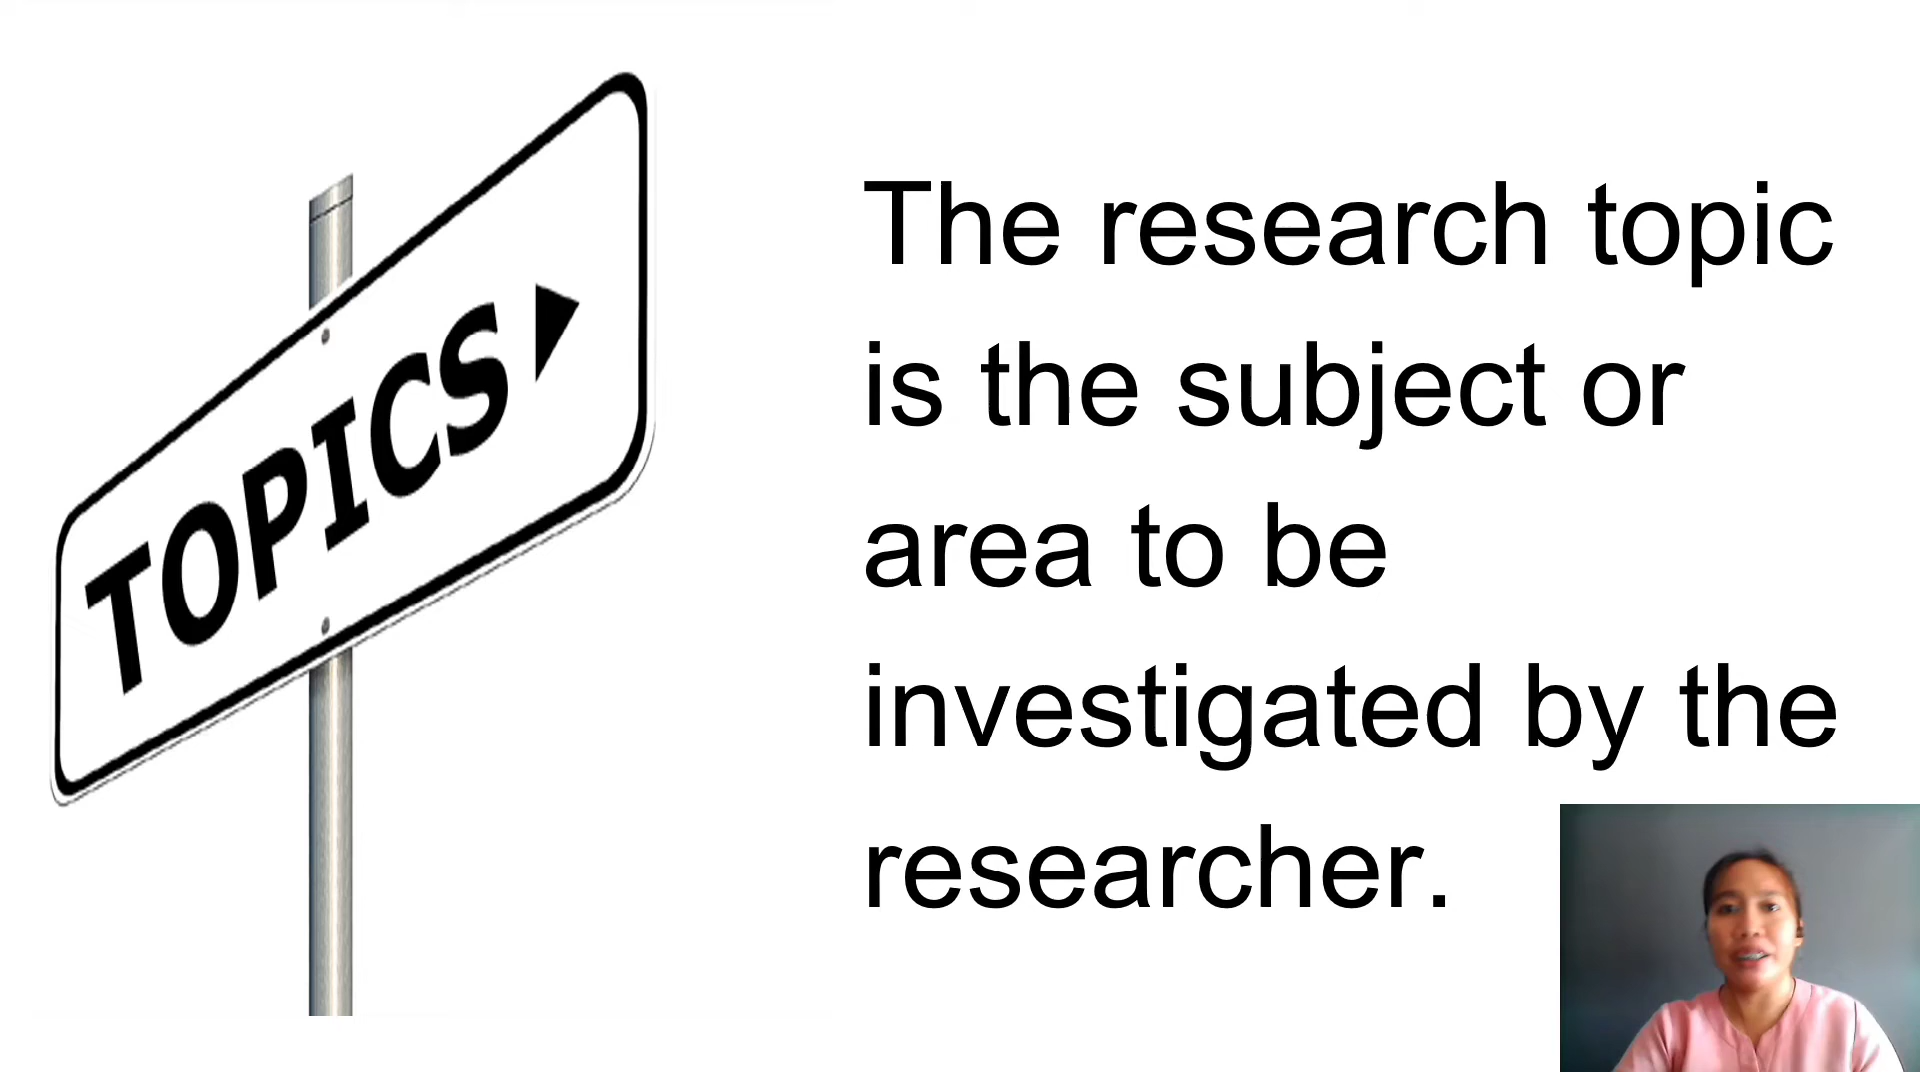 TOPICS
The research topic
is the subject or
area to be
investigated by the
researcher.